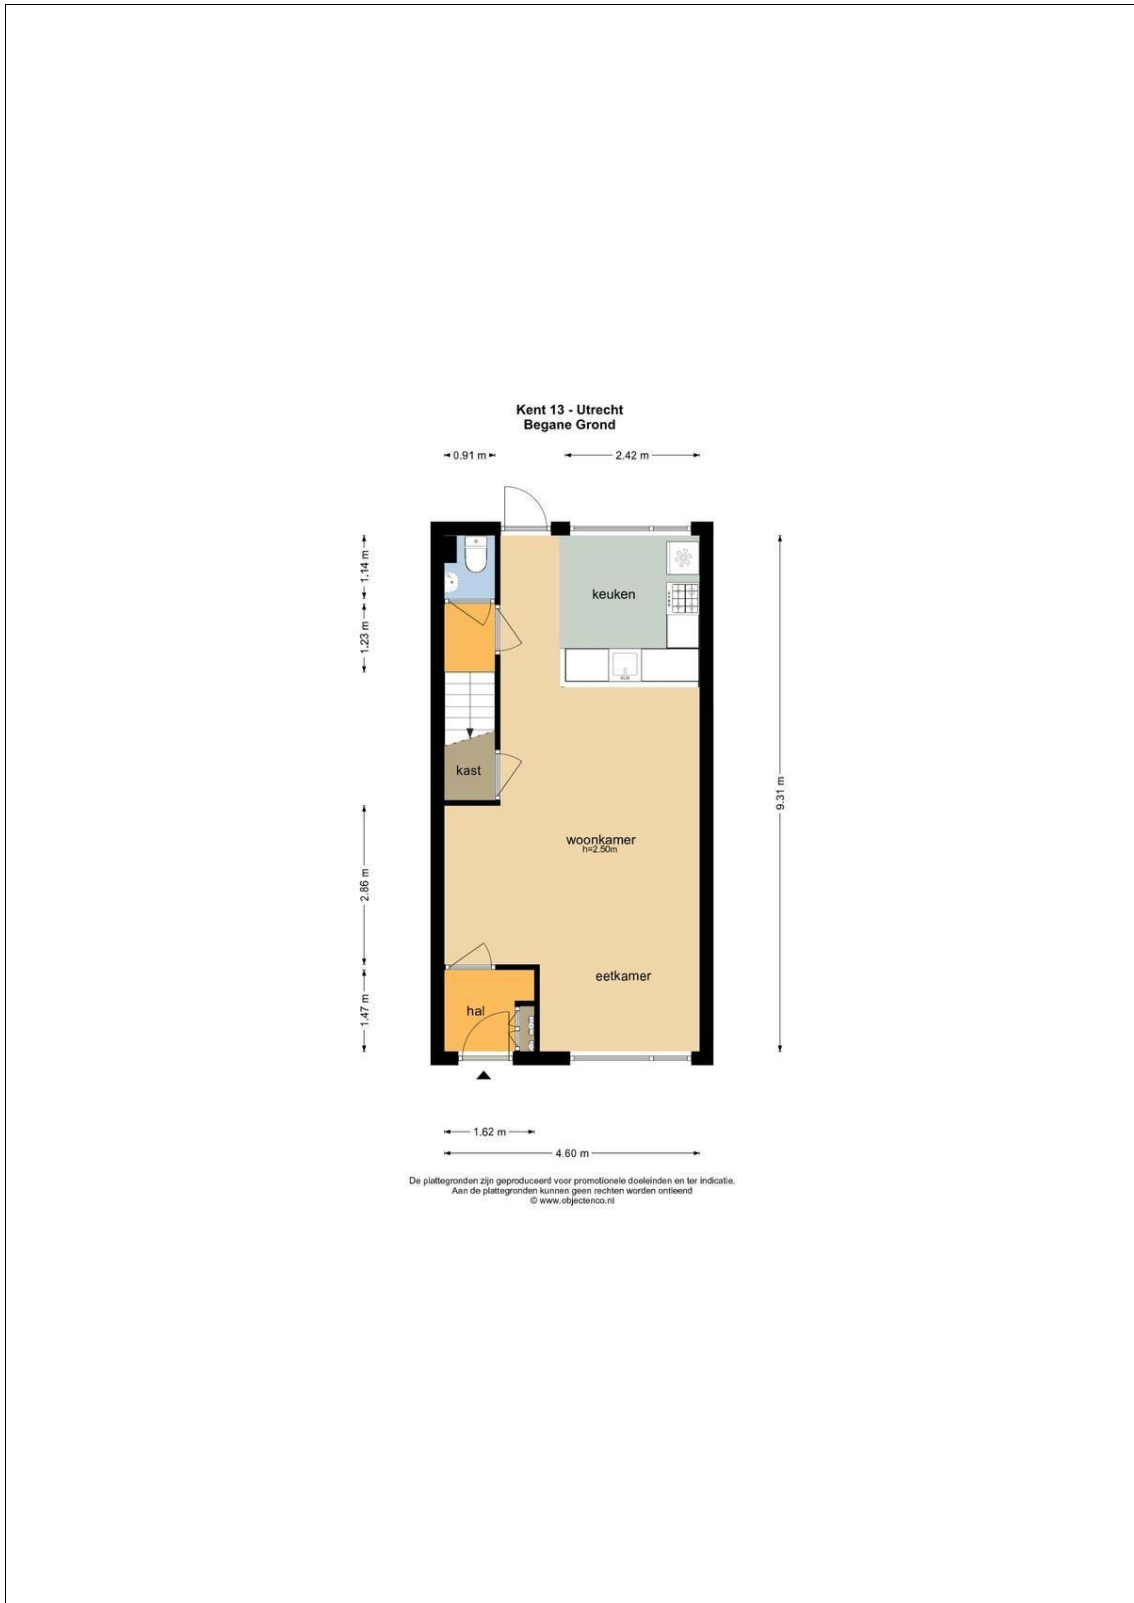 Kent 13 - Utrecht
Begane Grond
0.91 m
2.42 m
1.14 m
1.23 m
keuken
kast
9.31 m
woonkamer
h=2.50m
2.86 m
eetkamer
1.47 m
hal
1.62 m
4.60 m
De plattegronden zijn geproduceerd voor promotionele doeleinden en ter indicatie.
Aan de plattegronden kunnen geen rechten worden ontleend
© www.objectenco.nl